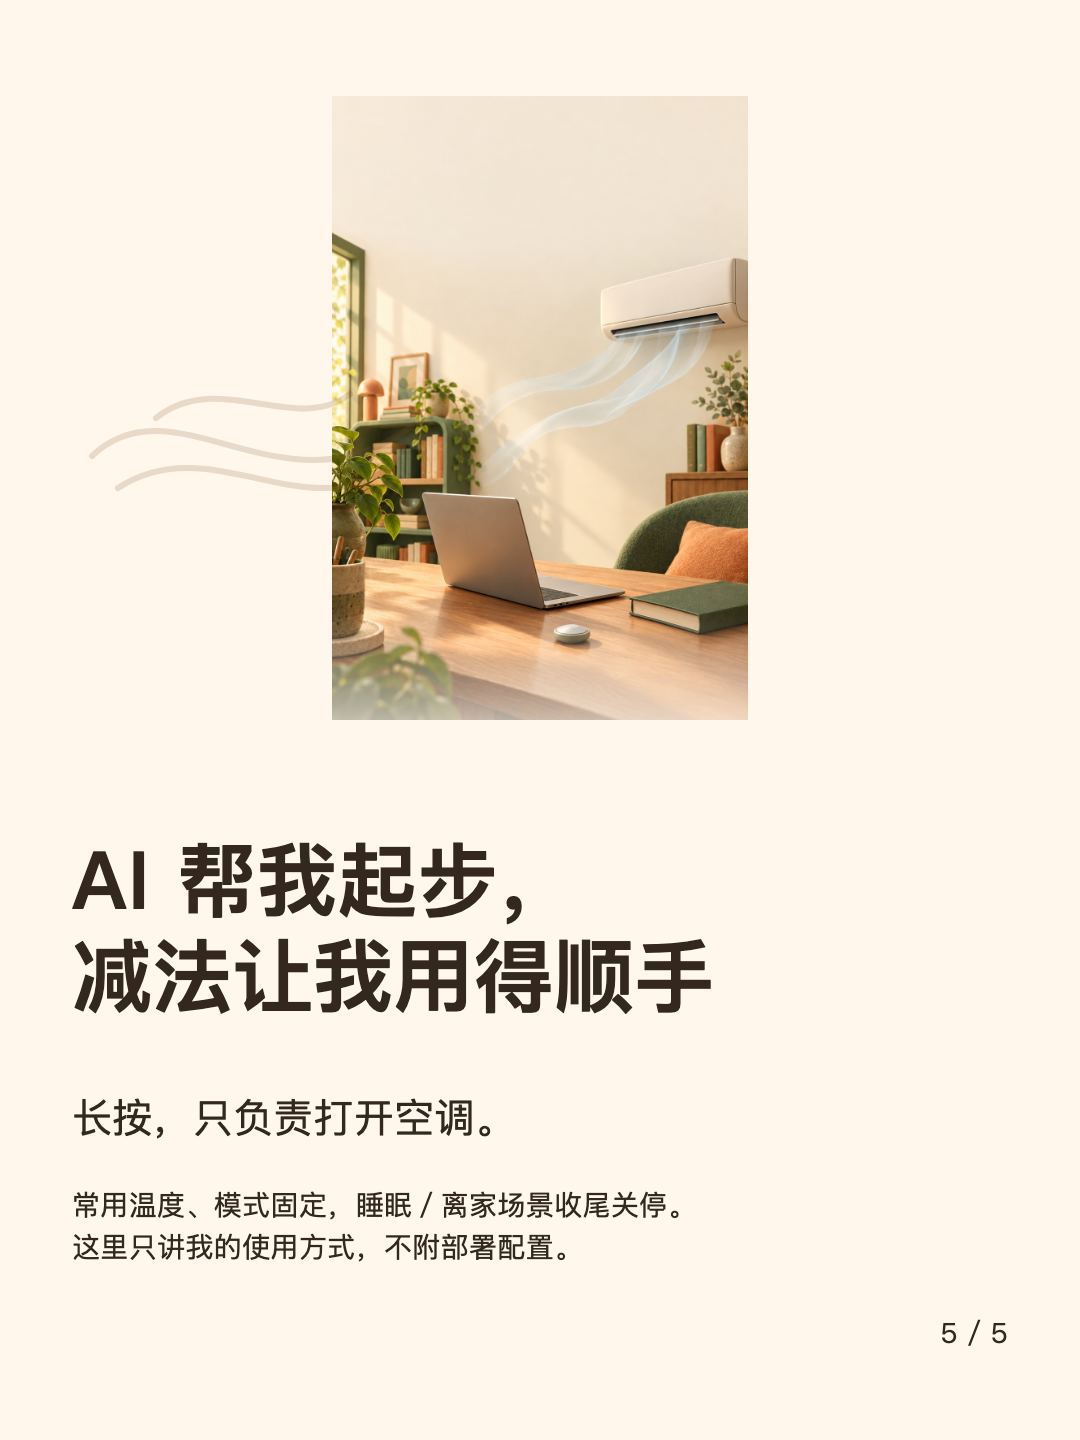 AI 帮我起步，
减法让我用得顺手
长按，只负责打开空调。
常用温度、模式固定，睡眠 / 离家场景收尾关停。
这里只讲我的使用方式，不附部署配置。
5 / 5